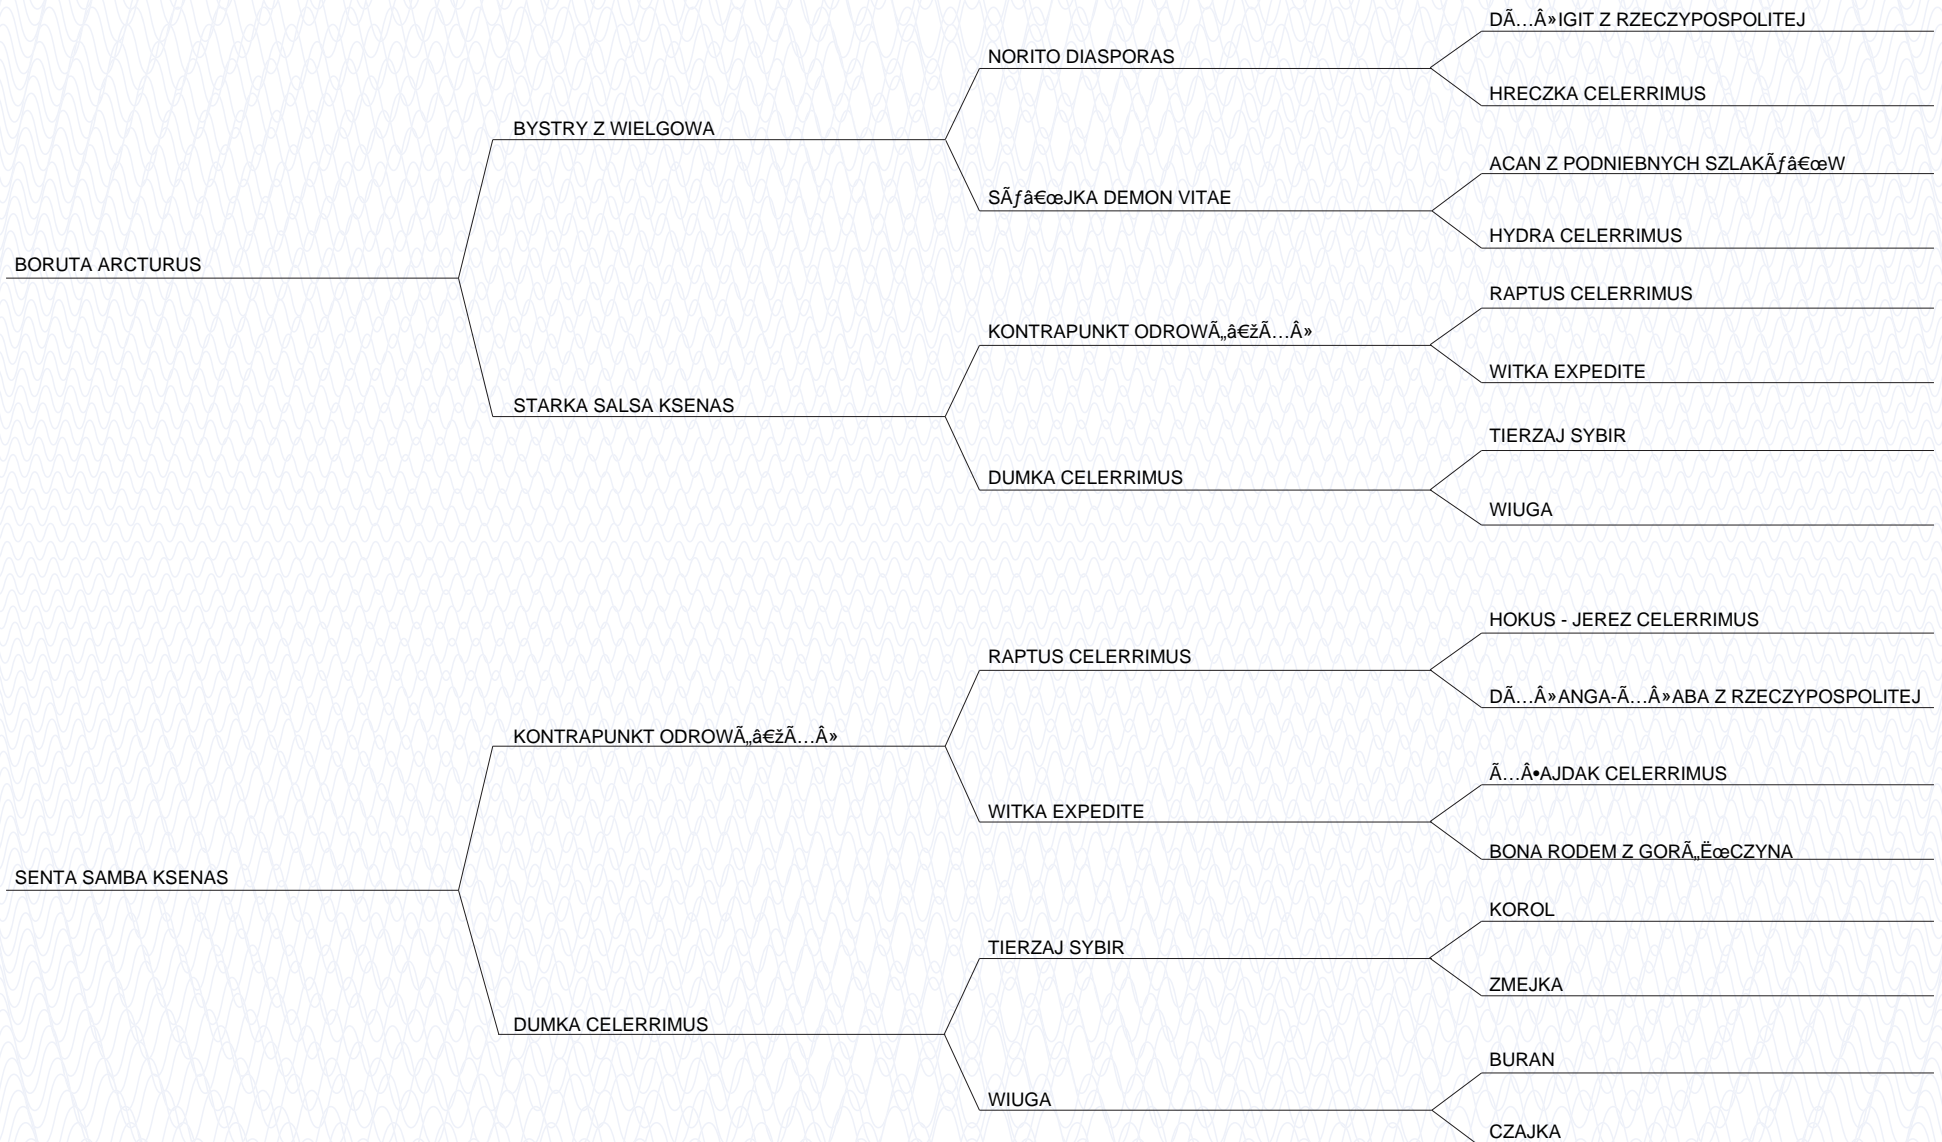 DÃ…Â»IGIT Z RZECZYPOSPOLITEJ
NORITO DIASPORAS
HRECZKA CELERRIMUS
BYSTRY Z WIELGOWA
ACAN Z PODNIEBNYCH SZLAKÃƒâ€œW
SÃƒâ€œJKA DEMON VITAE
HYDRA CELERRIMUS
BORUTA ARCTURUS
RAPTUS CELERRIMUS
KONTRAPUNKT ODROWÃ„â€žÃ…Â»
WITKA EXPEDITE
STARKA SALSA KSENAS
TIERZAJ SYBIR
DUMKA CELERRIMUS
WIUGA
HOKUS - JEREZ CELERRIMUS
RAPTUS CELERRIMUS
DÃ…Â»ANGA-Ã…Â»ABA Z RZECZYPOSPOLITEJ
KONTRAPUNKT ODROWÃ„â€žÃ…Â»
Ã…Â•AJDAK CELERRIMUS
WITKA EXPEDITE
BONA RODEM Z GORÃ„ËœCZYNA
SENTA SAMBA KSENAS
KOROL
TIERZAJ SYBIR
ZMEJKA
DUMKA CELERRIMUS
BURAN
WIUGA
CZAJKA